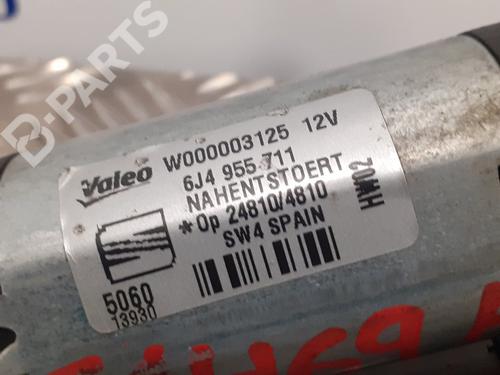 B-PARTS
Valeo
W000003125 12V
6J4 955 711
NAHENTSTOERT
*Op 24810/4810
SW4 SPAIN
HW02
5060
13930